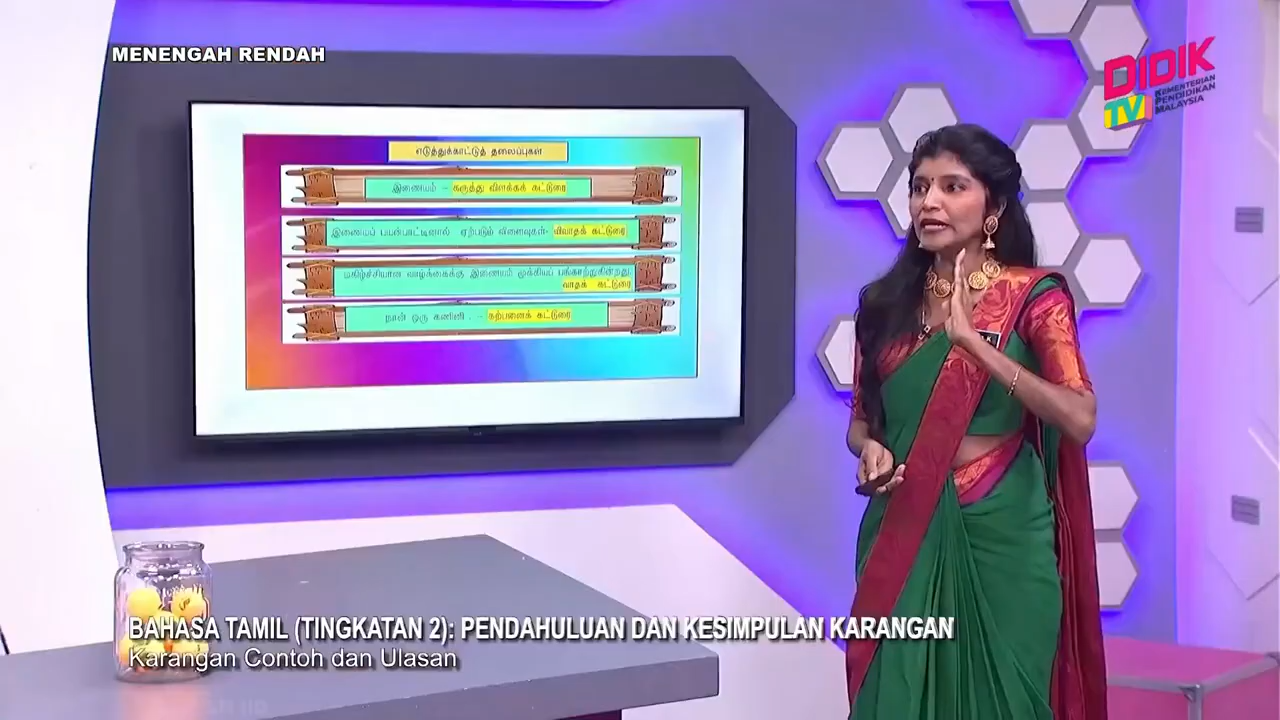 MENENGAH RENDAH
DIDIK
TV
KEMENTERIAN
PENDIDIKAN
MALAYSIA
எடுத்துக்காட்டுத் தலைப்புகள்
இணையம் - கருத்து விளக்கக் கட்டுரை
இணையப் பயன்பாட்டினால் ஏற்படும் விளைவுகள்- விவாதக் கட்டுரை
மகிழ்ச்சியான வாழ்க்கைக்கு இணையம் முக்கியப் பங்காற்றுகின்றது.
வாதக் கட்டுரை
நான் ஒரு கணினி . - கற்பனைக் கட்டுரை
BAHASA TAMIL (TINGKATAN 2): PENDAHULUAN DAN KESIMPULAN KARANGAN
Karangan Contoh dan Ulasan